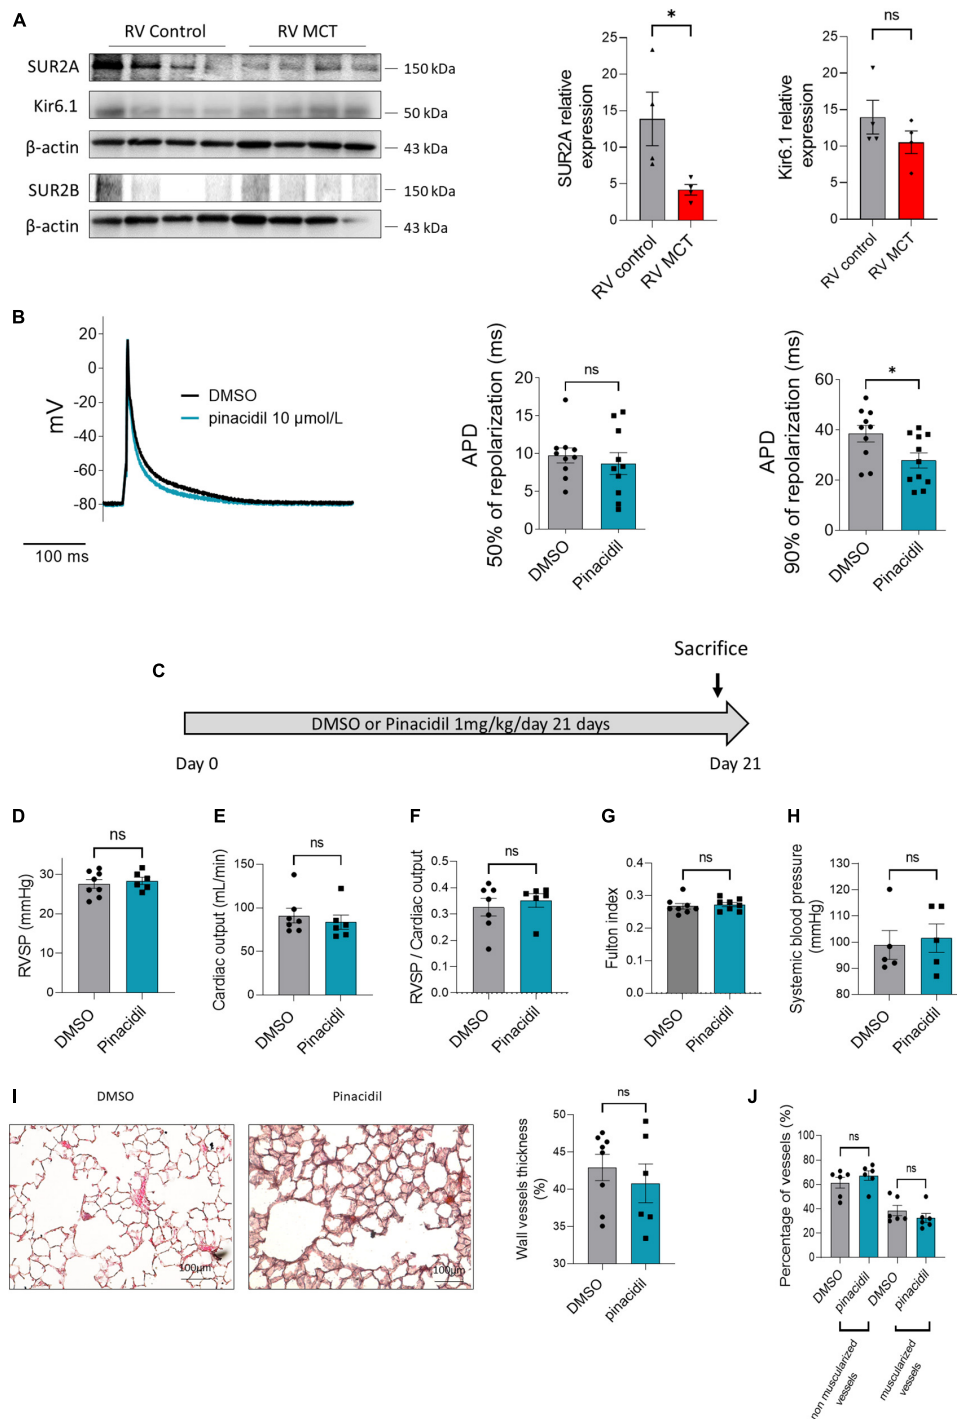 A
RV Control RV MCT
SUR2A
150 kDa
Kir6.1
50 kDa
β-actin
43 kDa
SUR2B
150 kDa
β-actin
43 kDa
SUR2A relative
expression
25
20
15
10
5
0
*
RV control
RV MCT
Kir6.1 relative
expression
25
20
15
10
5
0
ns
RV control
RV MCT
B
mV
20
0
-20
-40
-60
-80
DMSO
pinacidil 10 µmol/L
100 ms
APD
50% of repolarization (ms)
20
15
10
5
0
ns
DMSO
Pinacidil
APD
90% of repolarization (ms)
60
40
20
0
*
DMSO
Pinacidil
C
Sacrifice
DMSO or Pinacidil 1mg/kg/day 21 days
Day 0
Day 21
D
RVSP (mmHg)
30
20
10
0
ns
DMSO
Pinacidil
E
Cardiac output (mL/min)
150
100
50
0
ns
DMSO
Pinacidil
F
RVSP / Cardiac output
0.5
0.4
0.3
0.2
0.1
0.0
ns
DMSO
Pinacidil
G
Fulton index
0.4
0.3
0.2
0.1
0.0
ns
DMSO
Pinacidil
H
Systemic blood pressure
(mmHg)
130
120
110
100
90
80
ns
DMSO
Pinacidil
I
DMSO
Pinacidil
100µm
100µm
Wall vessels thickness
(%)
50
45
40
35
30
ns
DMSO
pinacidil
J
Percentage of vessels (%)
100
80
60
40
20
0
ns
ns
DMSO
pinacidil
DMSO
pinacidil
non muscularized
vessels
muscularized
vessels